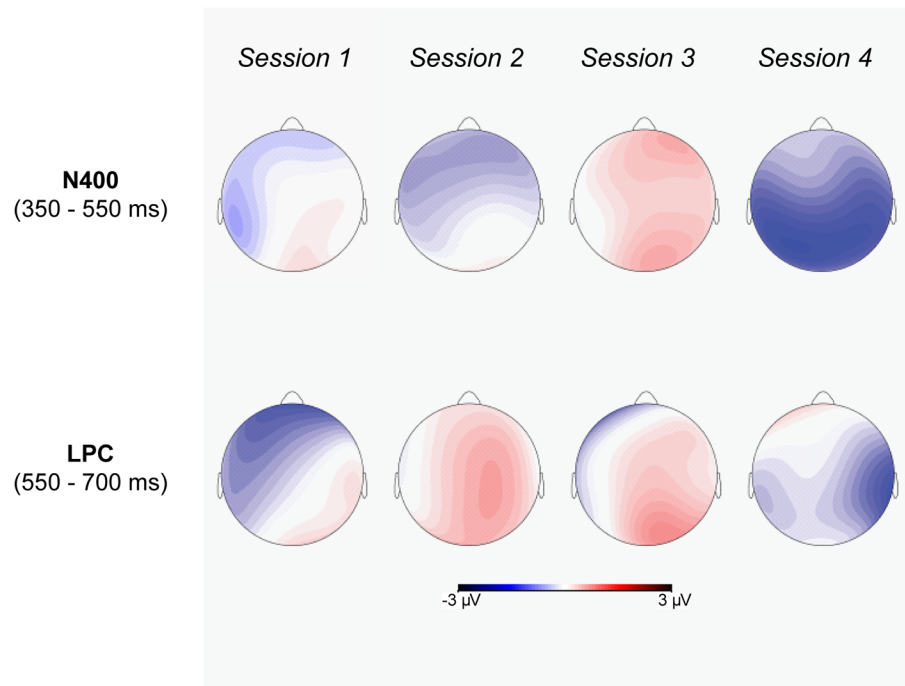 Session 1 Session 2 Session 3 Session 4
N400
(350 - 550 ms)
LPC
(550 - 700 ms)
-3 µV 3 µV